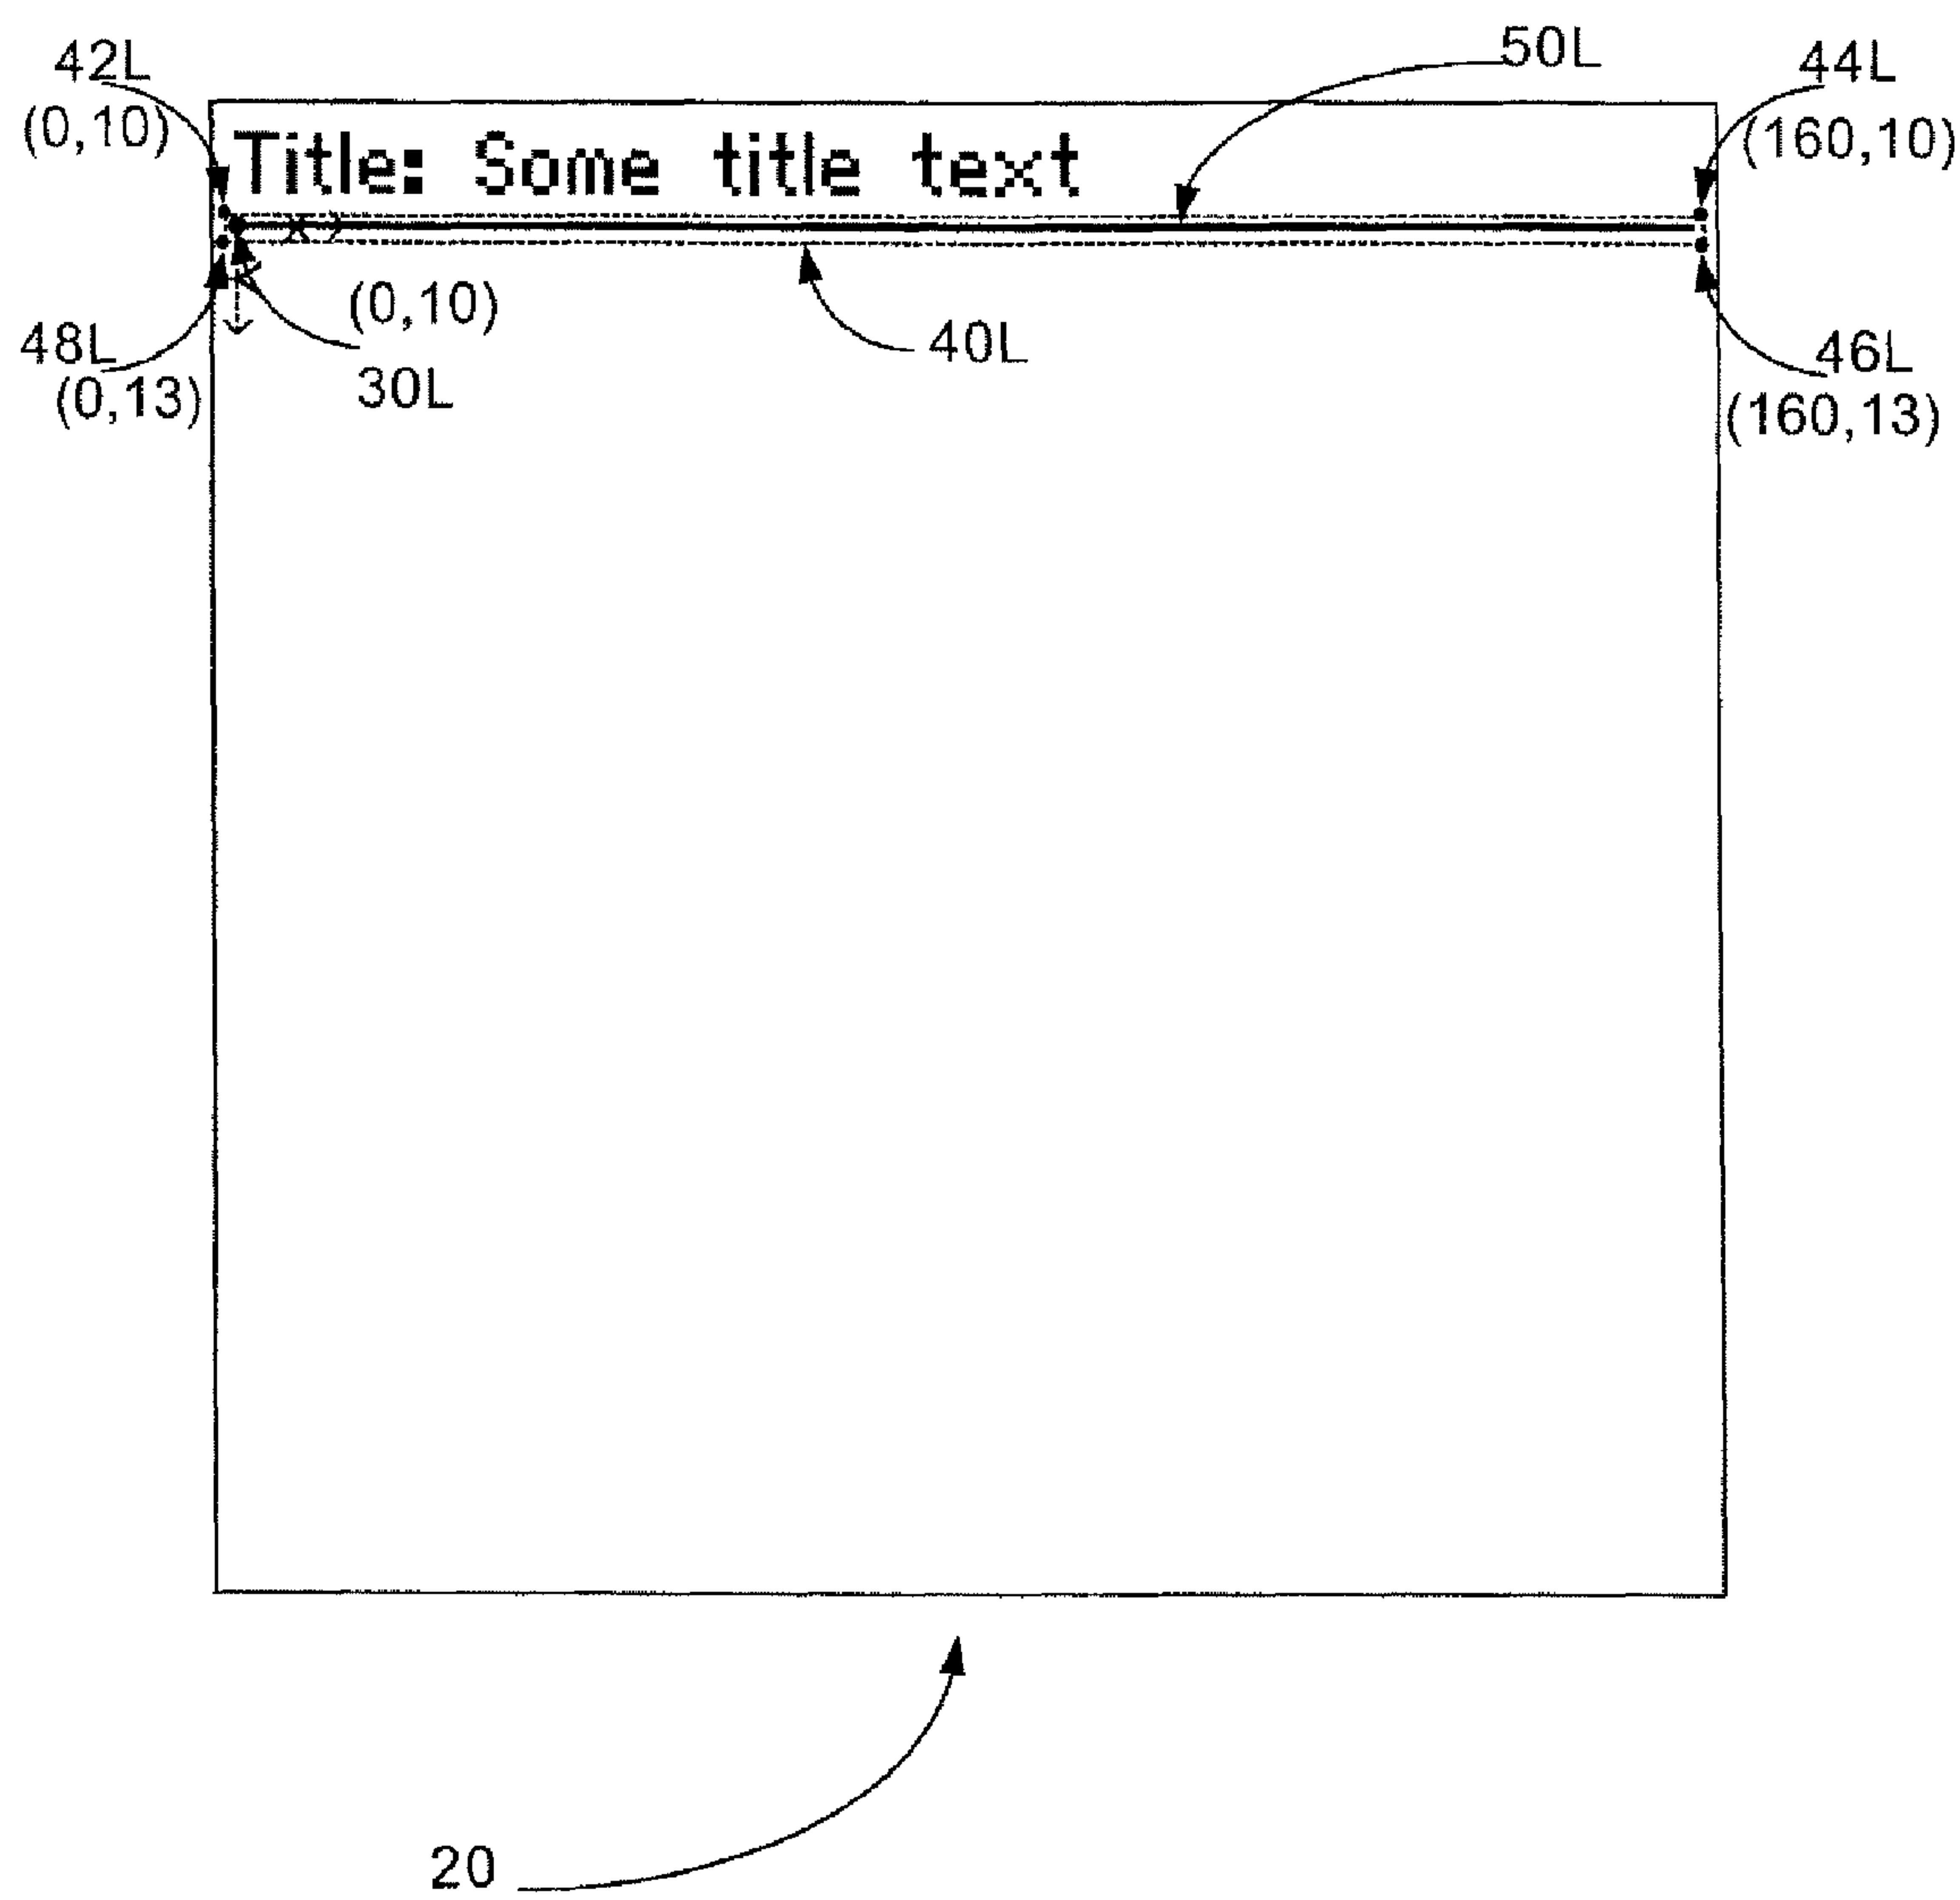 42L
(0,10)
50L
44L
(160,10)
Title: Some title text
X
Y
(0,10)
48L
(0,13)
30L
40L
46L
(160,13)
20